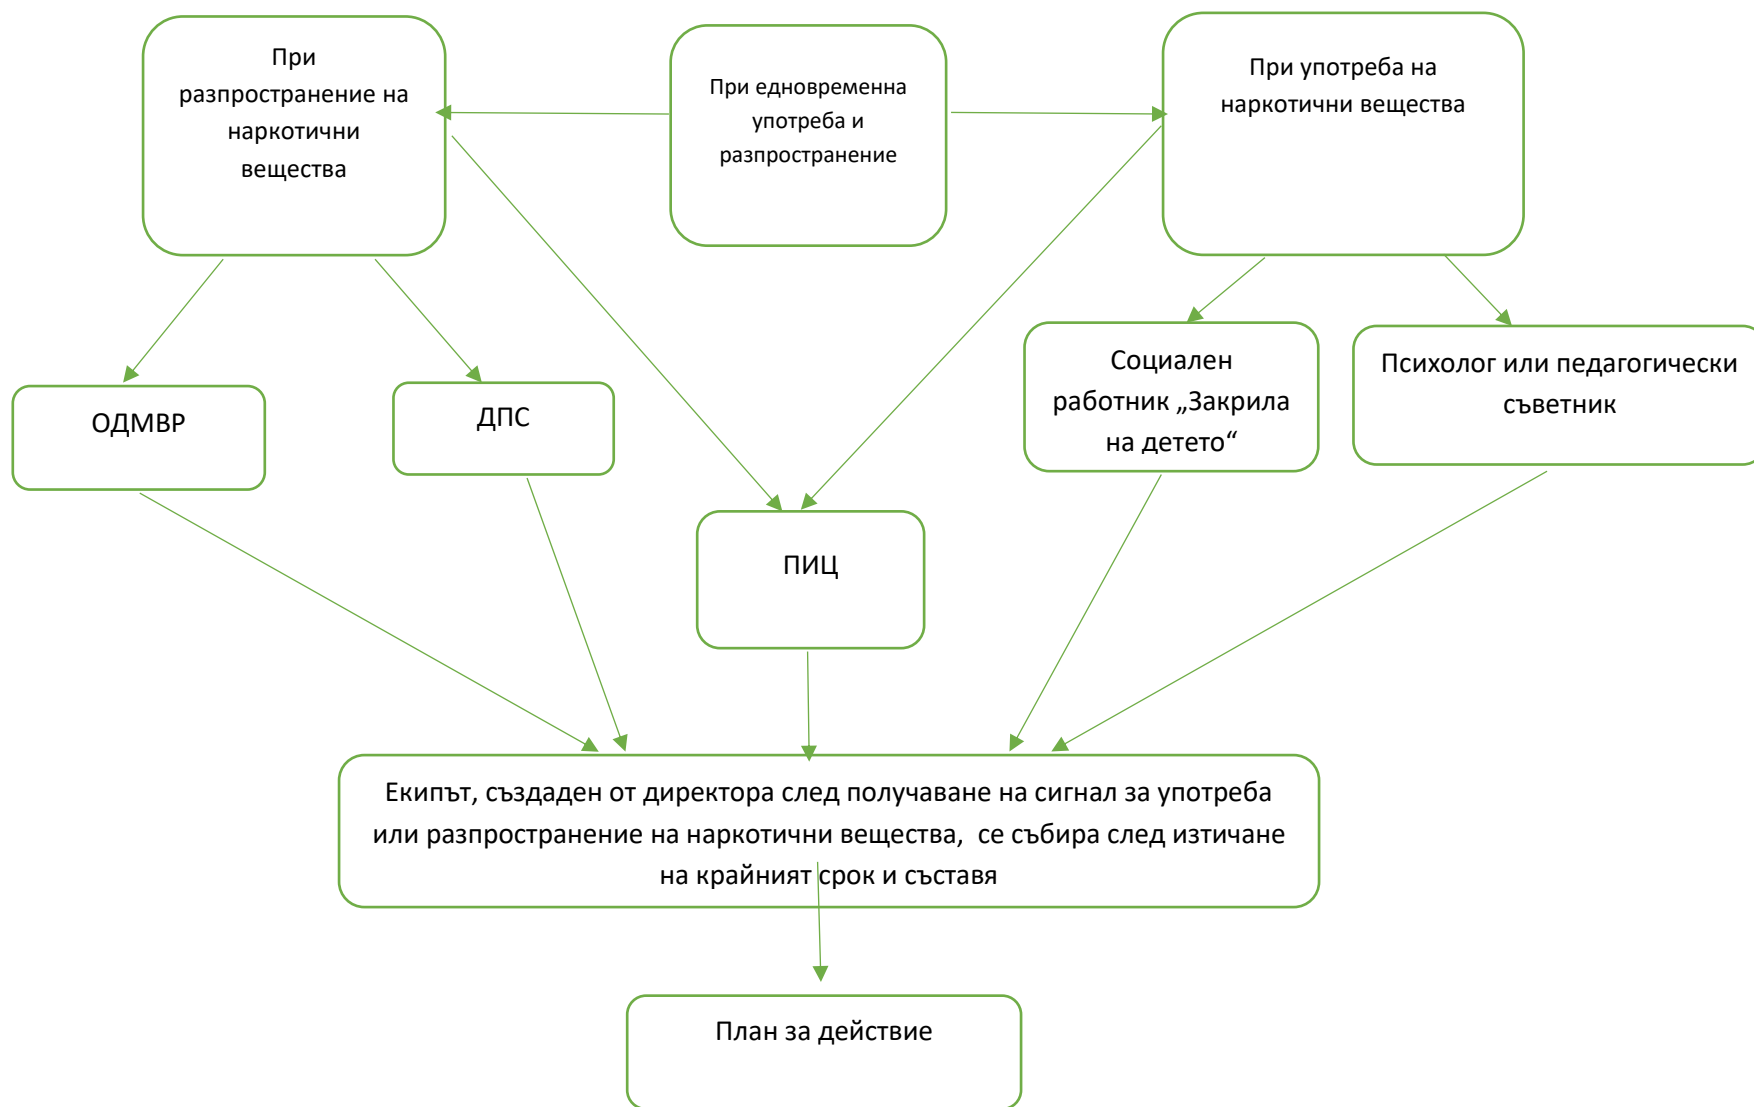 При
разпространение на
наркотични
вещества
При едновременна
употреба и
разпространение
При употреба на
наркотични вещества
ОДМВР
ДПС
Социален
работник „Закрила
на детето“
Психолог или педагогически
съветник
ПИЦ
Екипът, създаден от директора след получаване на сигнал за употреба
или разпространение на наркотични вещества, се събира след изтичане
на крайният срок и съставя
План за действие